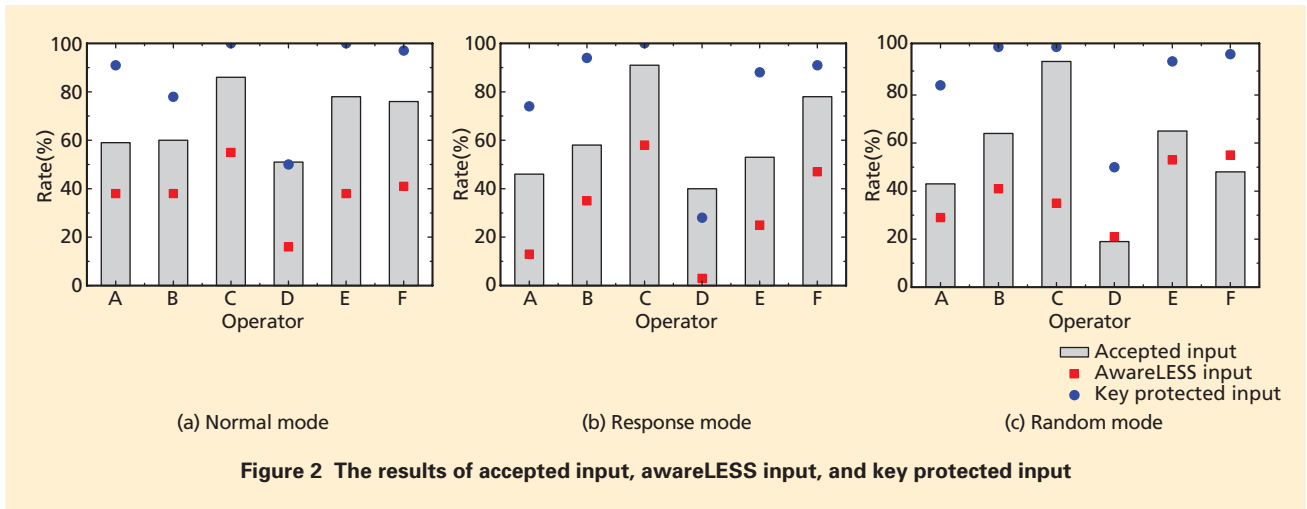 100
80
60
40
20
0
Rate(%)
A B C D E F
Operator
(a) Normal mode
100
80
60
40
20
0
Rate(%)
A B C D E F
Operator
(b) Response mode
100
80
60
40
20
0
Rate(%)
A B C D E F
Operator
Accepted input
AwareLESS input
Key protected input
(c) Random mode
Figure 2 The results of accepted input, awareLESS input, and key protected input